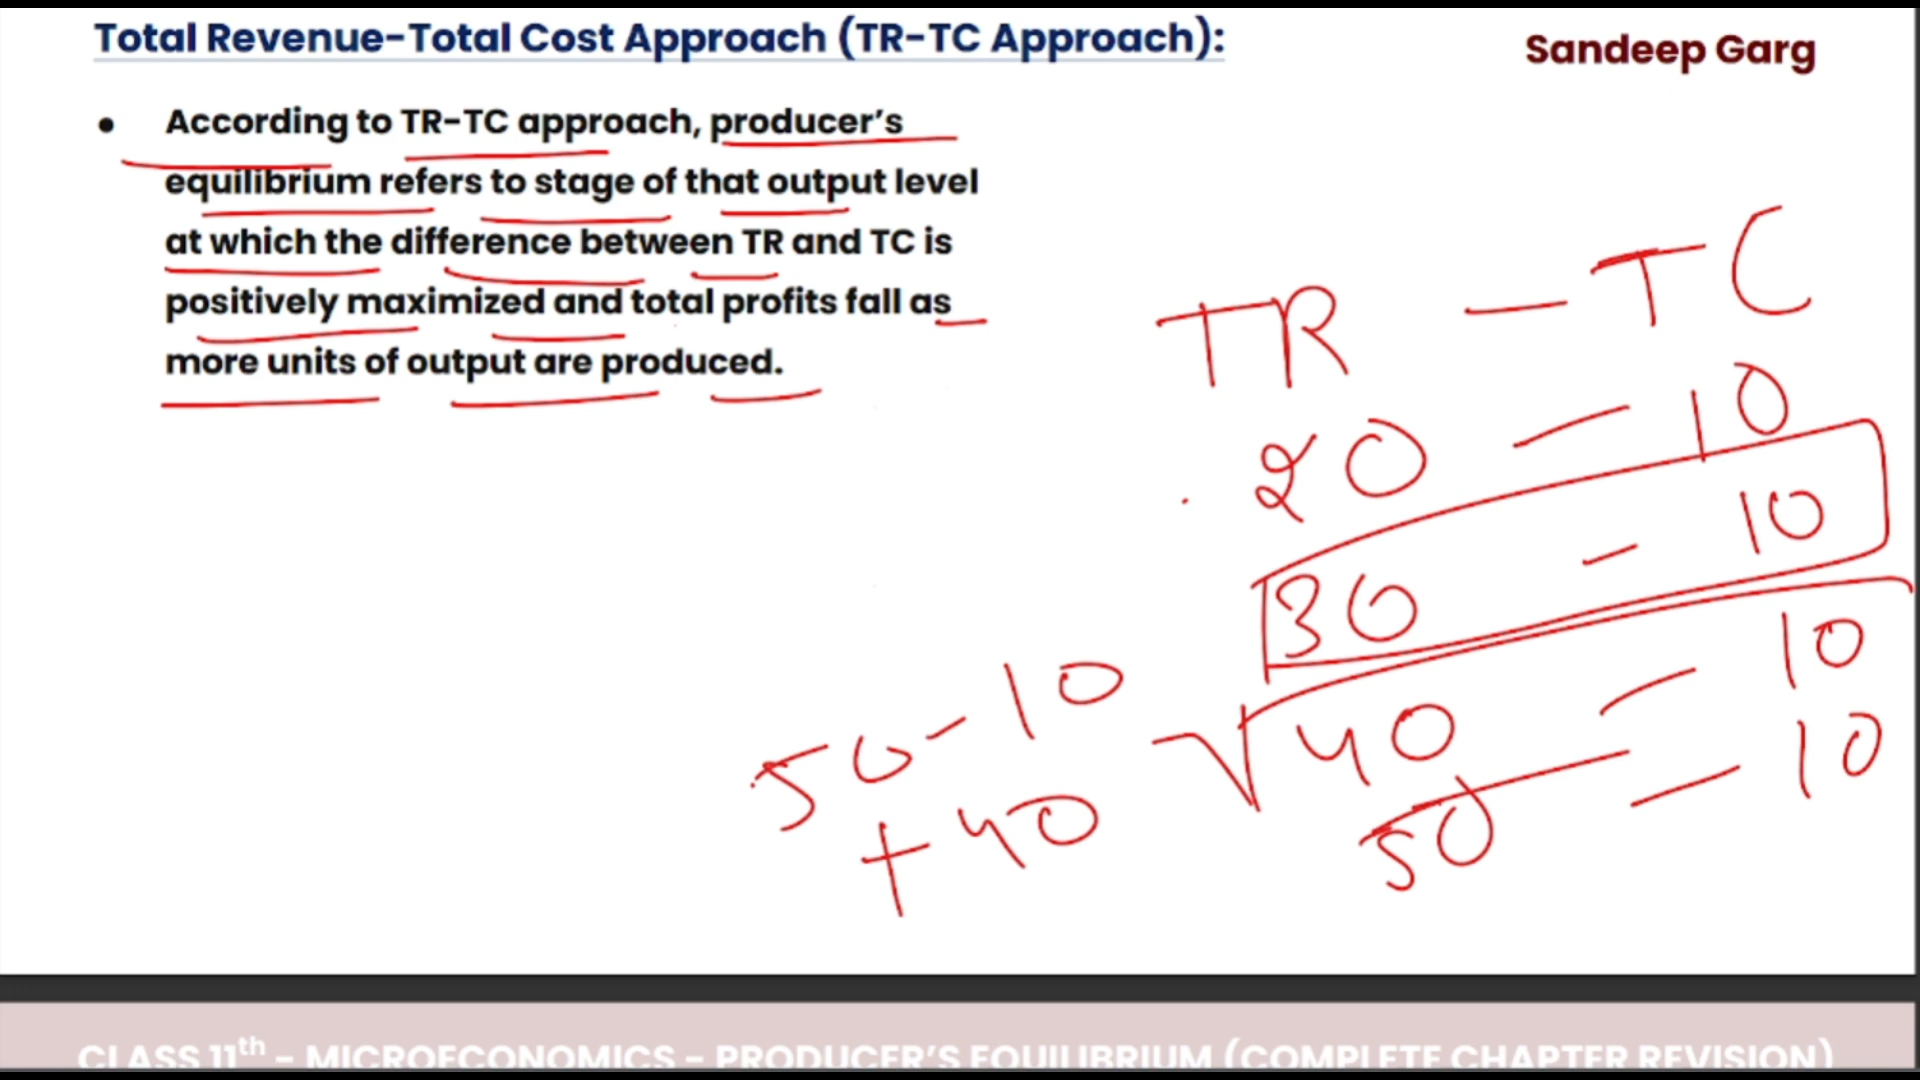 Total Revenue-Total Cost Approach (TR-TC Approach):
Sandeep Garg
• According to TR-TC approach, producer's
equilibrium refers to stage of that output level
at which the difference between TR and TC is
positively maximized and total profits fall as
more units of output are produced.
TR - TC
20 - 10
30 - 10
40 - 10
50 - 10
50-10
+40
CLASS 11th - MICROECONOMICS - PRODUCER'S EQUILIBRIUM (COMPLETE CHAPTER REVISION)